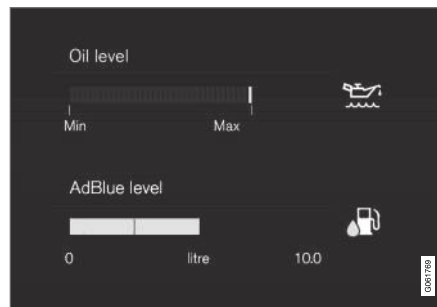 Oil level
Min Max
AdBlue level
0 litre 10.0
G061769